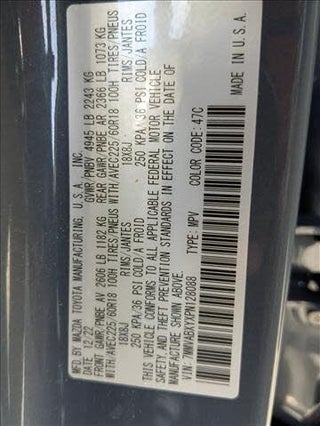 MFD. BY MAZDA TOYOTA MANUFACTURING, U.S.A., INC.
12/22 GVWR/PNBV 4945 LB 2243 KG
FRONT GAWR/PNBE AV 2606 LB 1182 KG REAR GAWR/PNBE AR 2366 LB 1073 KG
WITH/AVEC225/60R18 100H TIRES/PNEUS WITH/AVEC225/60R18 100H TIRES/PNEUS
18X8J RIMS/JANTES 18X8J RIMS/JANTES
250 KPA/36 PSI COLD/A FROID 250 KPA/36 PSI COLD/A FROID
THIS VEHICLE CONFORMS TO ALL APPLICABLE FEDERAL MOTOR VEHICLE
SAFETY, AND THEFT PREVENTION STANDARDS IN EFFECT ON THE DATE OF
MANUFACTURE SHOWN ABOVE.
VIN: TYPE: MPV
COLOR CODE: 47C
MADE IN U.S.A.